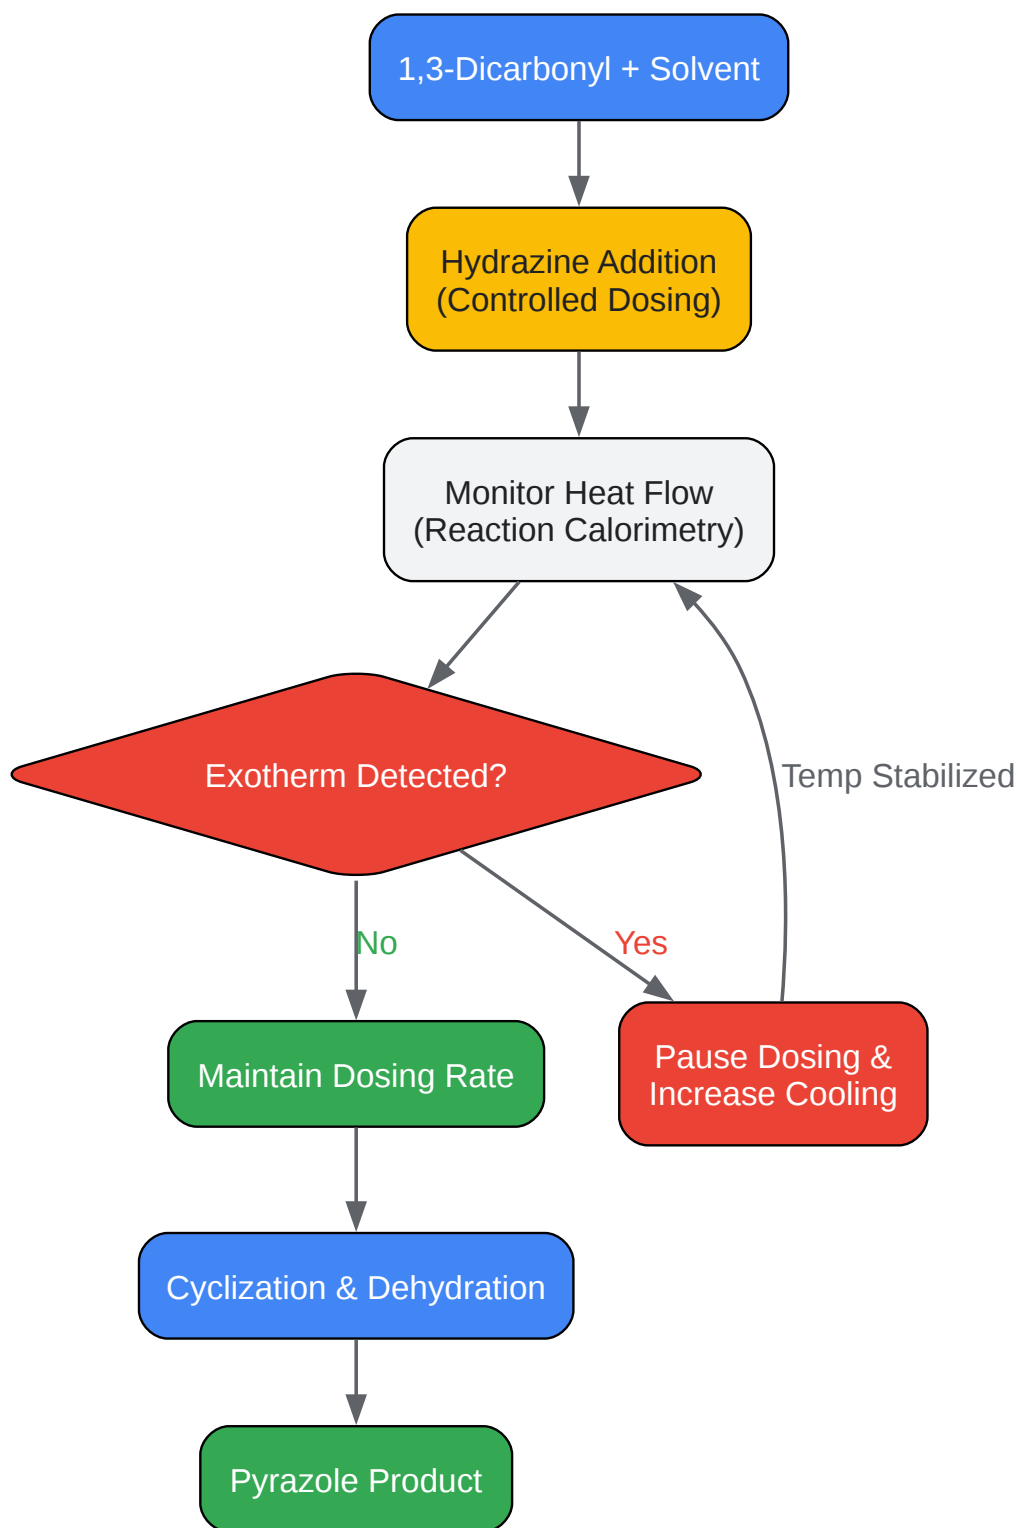 1,3-Dicarbonyl + Solvent
Hydrazine Addition
(Controlled Dosing)
Monitor Heat Flow
(Reaction Calorimetry)
Exotherm Detected?
Temp Stabilized
No
Yes
Maintain Dosing Rate
Pause Dosing &
Increase Cooling
Cyclization & Dehydration
Pyrazole Product